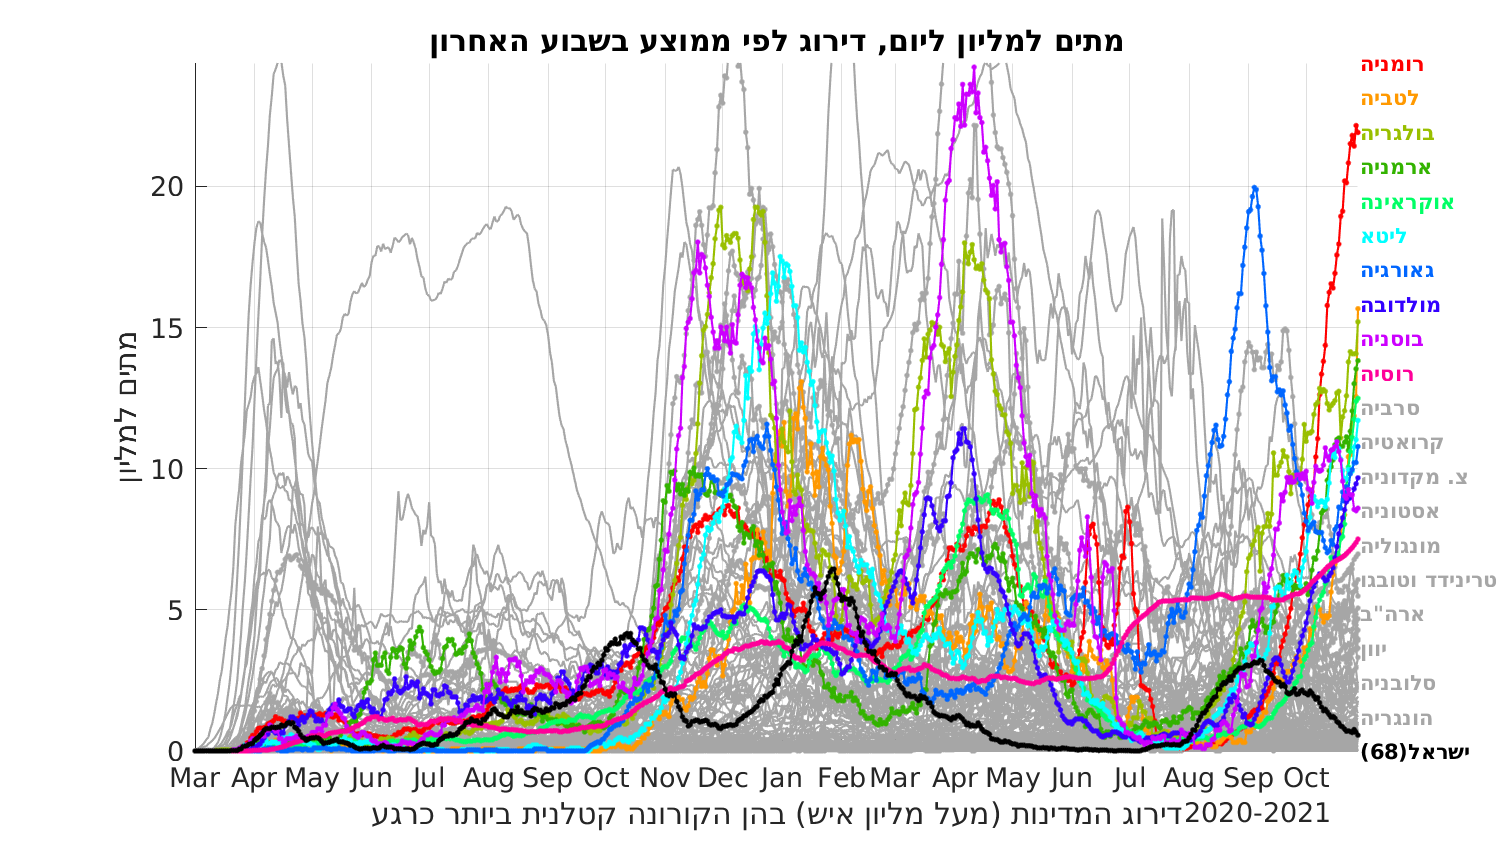 מתים למליון ליום, דירוג לפי ממוצע בשבוע האחרון
מתים למליון
20
15
10
5
0
Mar Apr May Jun Jul Aug Sep Oct Nov Dec Jan Feb Mar Apr May Jun Jul Aug Sep Oct
דירוג המדינות (מעל מליון איש) בהן הקורונה קטלנית ביותר כרגע2020-2021
רומניה
לטביה
בולגריה
ארמניה
אוקראינה
ליטא
גאורגיה
מולדובה
בוסניה
רוסיה
סרביה
קרואטיה
צ. מקדוניה
אסטוניה
מונגוליה
טרינידד וטובגו
ארה"ב
יוון
סלובניה
הונגריה
ישראל(68)